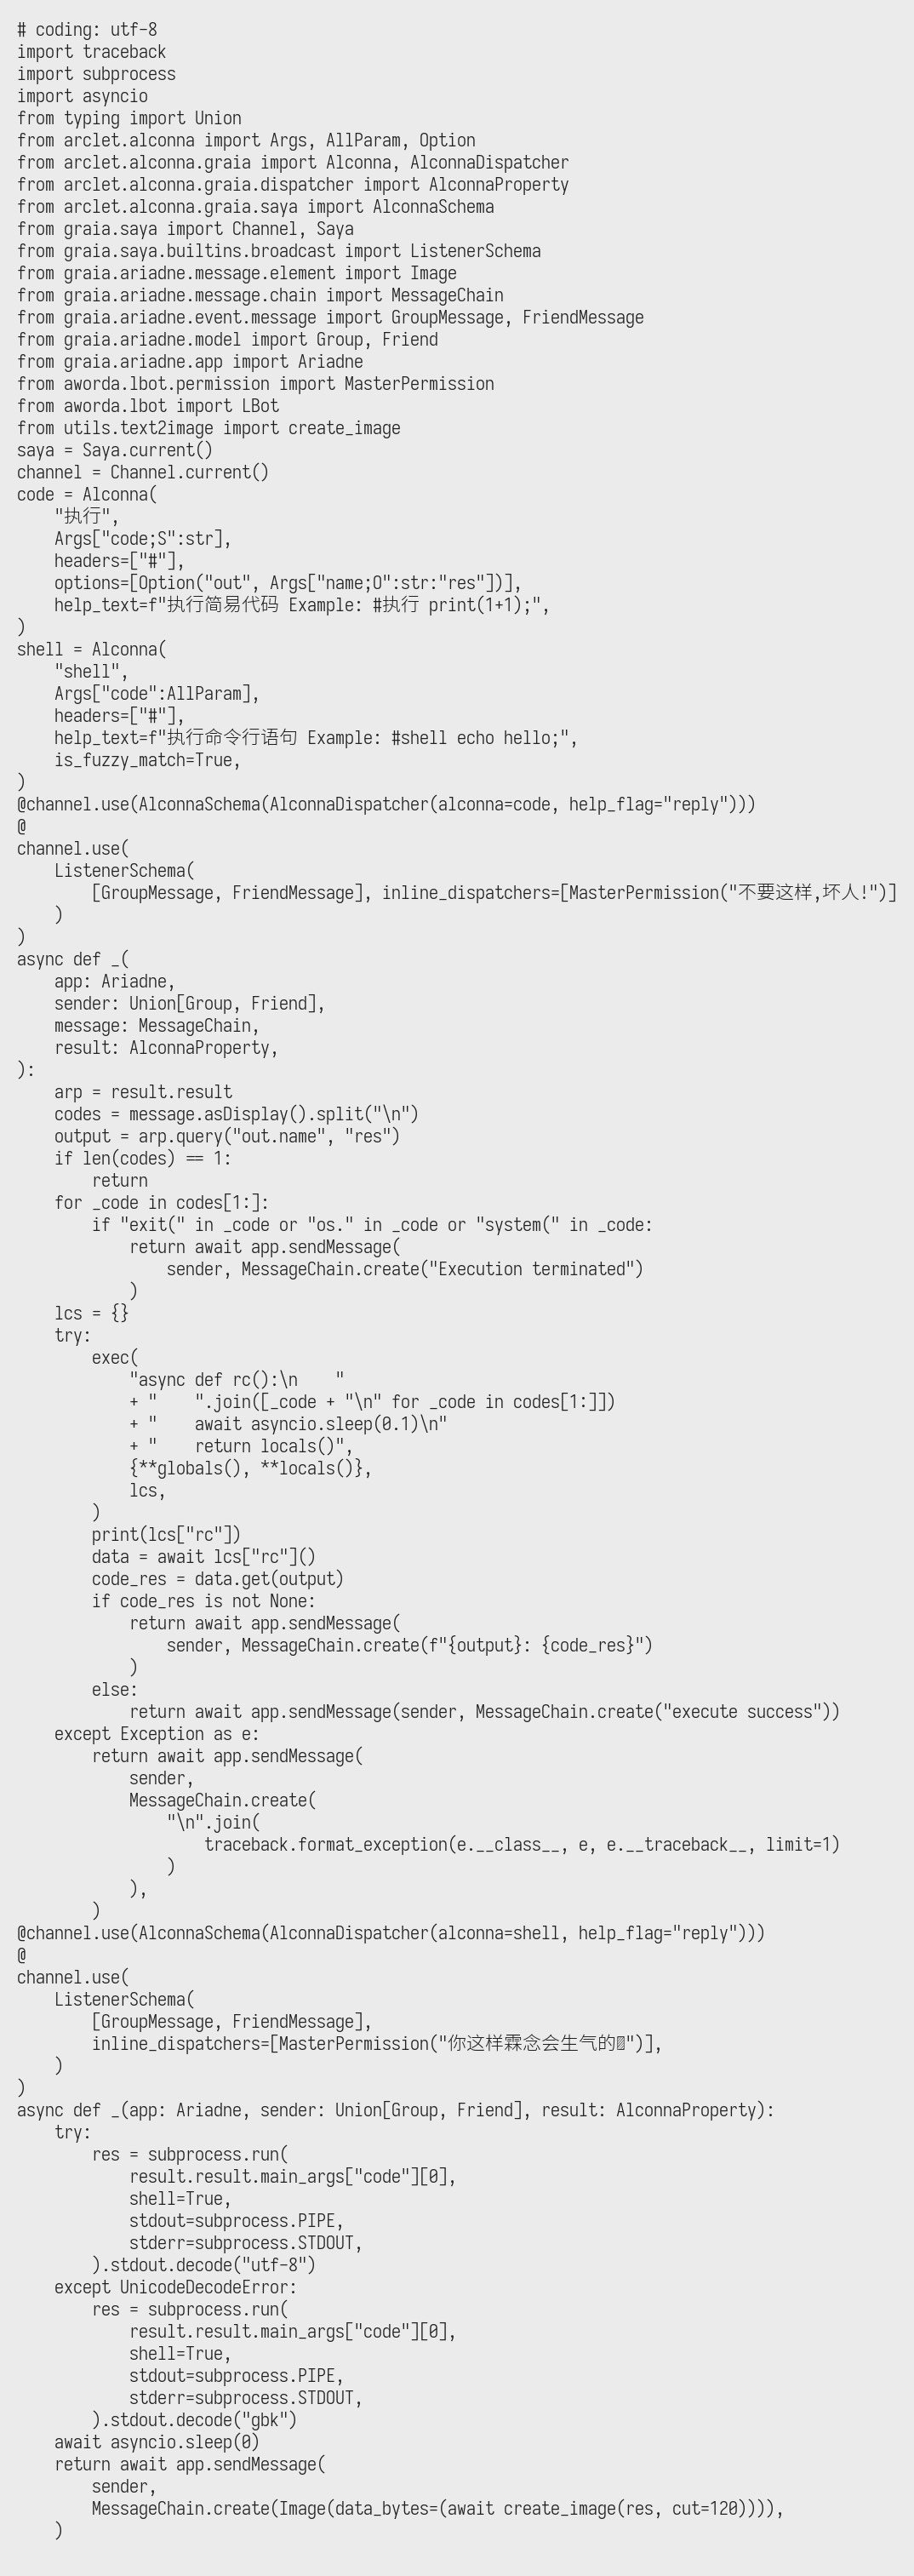 # coding: utf-8
import traceback
import subprocess
import asyncio
from typing import Union
from arclet.alconna import Args, AllParam, Option
from arclet.alconna.graia import Alconna, AlconnaDispatcher
from arclet.alconna.graia.dispatcher import AlconnaProperty
from arclet.alconna.graia.saya import AlconnaSchema
from graia.saya import Channel, Saya
from graia.saya.builtins.broadcast import ListenerSchema
from graia.ariadne.message.element import Image
from graia.ariadne.message.chain import MessageChain
from graia.ariadne.event.message import GroupMessage, FriendMessage
from graia.ariadne.model import Group, Friend
from graia.ariadne.app import Ariadne
from aworda.lbot.permission import MasterPermission
from aworda.lbot import LBot
from utils.text2image import create_image
saya = Saya.current()
channel = Channel.current()
code = Alconna(
    "执行",
    Args["code;S":str],
    headers=["#"],
    options=[Option("out", Args["name;O":str:"res"])],
    help_text=f"执行简易代码 Example: #执行 print(1+1);",
)
shell = Alconna(
    "shell",
    Args["code":AllParam],
    headers=["#"],
    help_text=f"执行命令行语句 Example: #shell echo hello;",
    is_fuzzy_match=True,
)
@channel.use(AlconnaSchema(AlconnaDispatcher(alconna=code, help_flag="reply")))
@
channel.use(
    ListenerSchema(
        [GroupMessage, FriendMessage], inline_dispatchers=[MasterPermission("不要这样,坏人!")]
    )
)
async def _(
    app: Ariadne,
    sender: Union[Group, Friend],
    message: MessageChain,
    result: AlconnaProperty,
):
    arp = result.result
    codes = message.asDisplay().split("\n")
    output = arp.query("out.name", "res")
    if len(codes) == 1:
        return
    for _code in codes[1:]:
        if "exit(" in _code or "os." in _code or "system(" in _code:
            return await app.sendMessage(
                sender, MessageChain.create("Execution terminated")
            )
    lcs = {}
    try:
        exec(
            "async def rc():\n    "
            + "    ".join([_code + "\n" for _code in codes[1:]])
            + "    await asyncio.sleep(0.1)\n"
            + "    return locals()",
            {**globals(), **locals()},
            lcs,
        )
        print(lcs["rc"])
        data = await lcs["rc"]()
        code_res = data.get(output)
        if code_res is not None:
            return await app.sendMessage(
                sender, MessageChain.create(f"{output}: {code_res}")
            )
        else:
            return await app.sendMessage(sender, MessageChain.create("execute success"))
    except Exception as e:
        return await app.sendMessage(
            sender,
            MessageChain.create(
                "\n".join(
                    traceback.format_exception(e.__class__, e, e.__traceback__, limit=1)
                )
            ),
        )
@channel.use(AlconnaSchema(AlconnaDispatcher(alconna=shell, help_flag="reply")))
@
channel.use(
    ListenerSchema(
        [GroupMessage, FriendMessage],
        inline_dispatchers=[MasterPermission("你这样霖念会生气的")],
    )
)
async def _(app: Ariadne, sender: Union[Group, Friend], result: AlconnaProperty):
    try:
        res = subprocess.run(
            result.result.main_args["code"][0],
            shell=True,
            stdout=subprocess.PIPE,
            stderr=subprocess.STDOUT,
        ).stdout.decode("utf-8")
    except UnicodeDecodeError:
        res = subprocess.run(
            result.result.main_args["code"][0],
            shell=True,
            stdout=subprocess.PIPE,
            stderr=subprocess.STDOUT,
        ).stdout.decode("gbk")
    await asyncio.sleep(0)
    return await app.sendMessage(
        sender,
        MessageChain.create(Image(data_bytes=(await create_image(res, cut=120)))),
    )